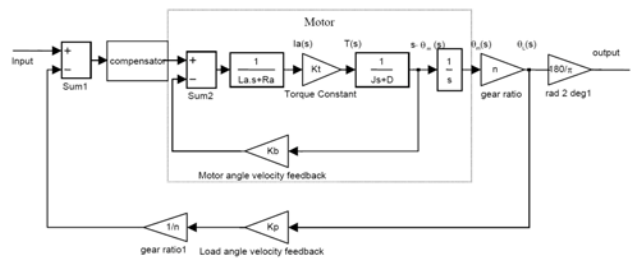 Motor
Ia(s) T(s) s- θm (s) θm(s) θL(s)
Input
+
−
Sum1
compensator
+
−
Sum2
1
La.s+Ra
Kt
Torque Constant
1
Js+D
1
s
n
gear ratio
180/π
rad 2 deg1
output
Kb
Motor angle velocity feedback
1/n
gear ratio1
Kp
Load angle velocity feedback